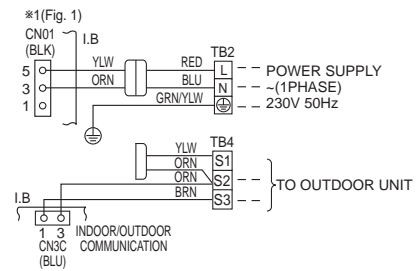 ※1(Fig. 1)
CN01
(BLK)
I.B
5
3
1
YLW
ORN
RED
BLU
GRN/YLW
TB2
L
N
POWER SUPPLY
~(1PHASE)
230V 50Hz
TB4
YLW
ORN
ORN
BRN
S1
S2
S3
TO OUTDOOR UNIT
I.B
1 3
CN3C
(BLU)
INDOOR/OUTDOOR
COMMUNICATION